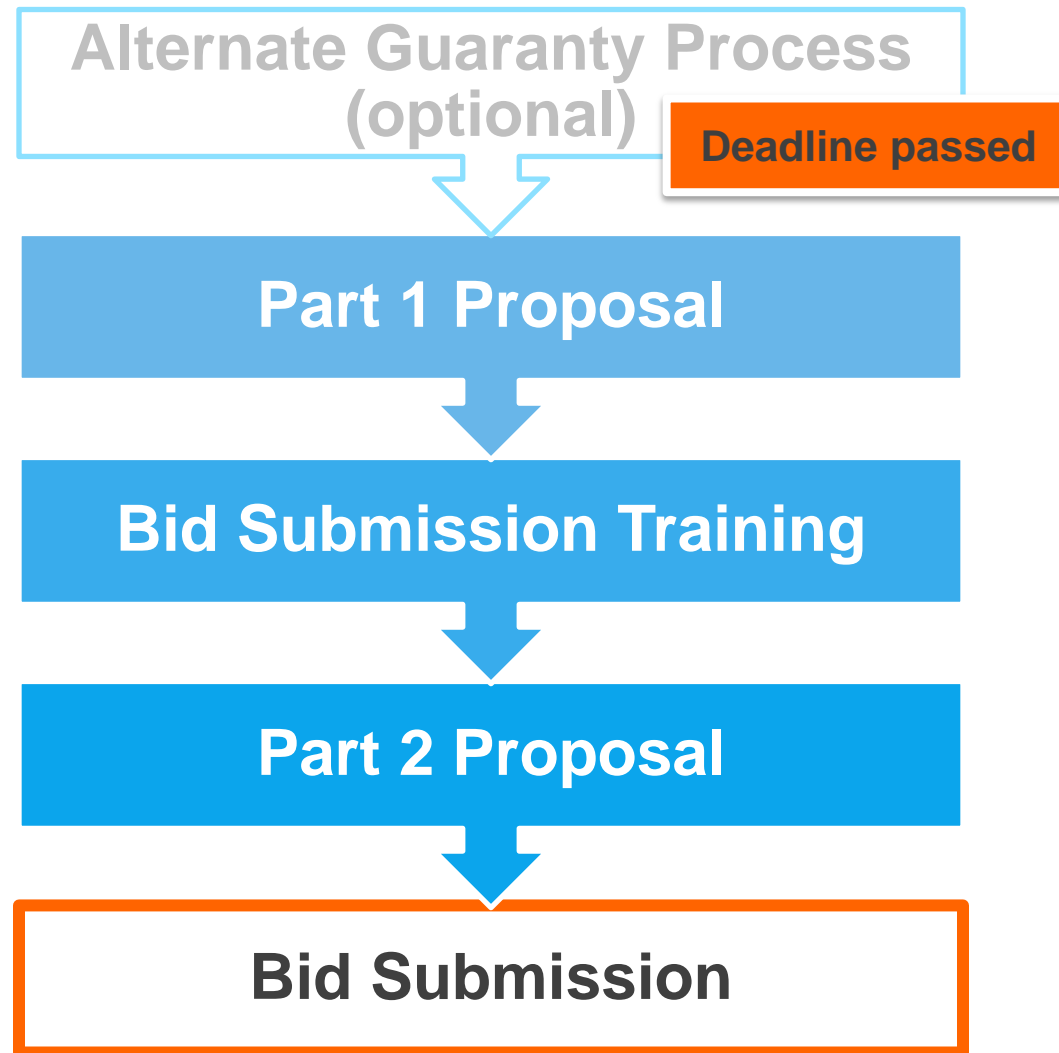 Alternate Guaranty Process
(optional)
Deadline passed
Part 1 Proposal
Bid Submission Training
Part 2 Proposal
Bid Submission